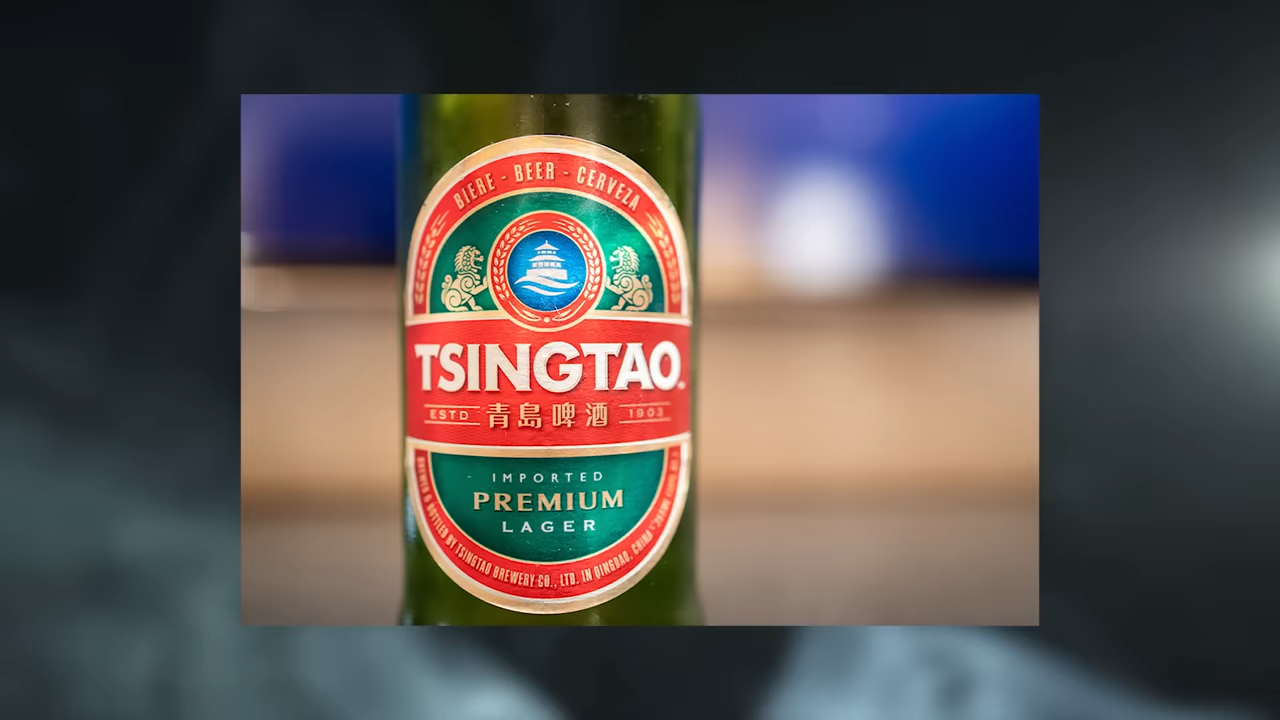 BIÈRE - BEER - CERVEZA
TSINGTAO
ESTD 青島啤酒 1903
IMPORTED
PREMIUM
LAGER
BREWED & BOTTLED BY TSINGTAO BREWERY CO., LTD. IN QINGDAO, CHINA